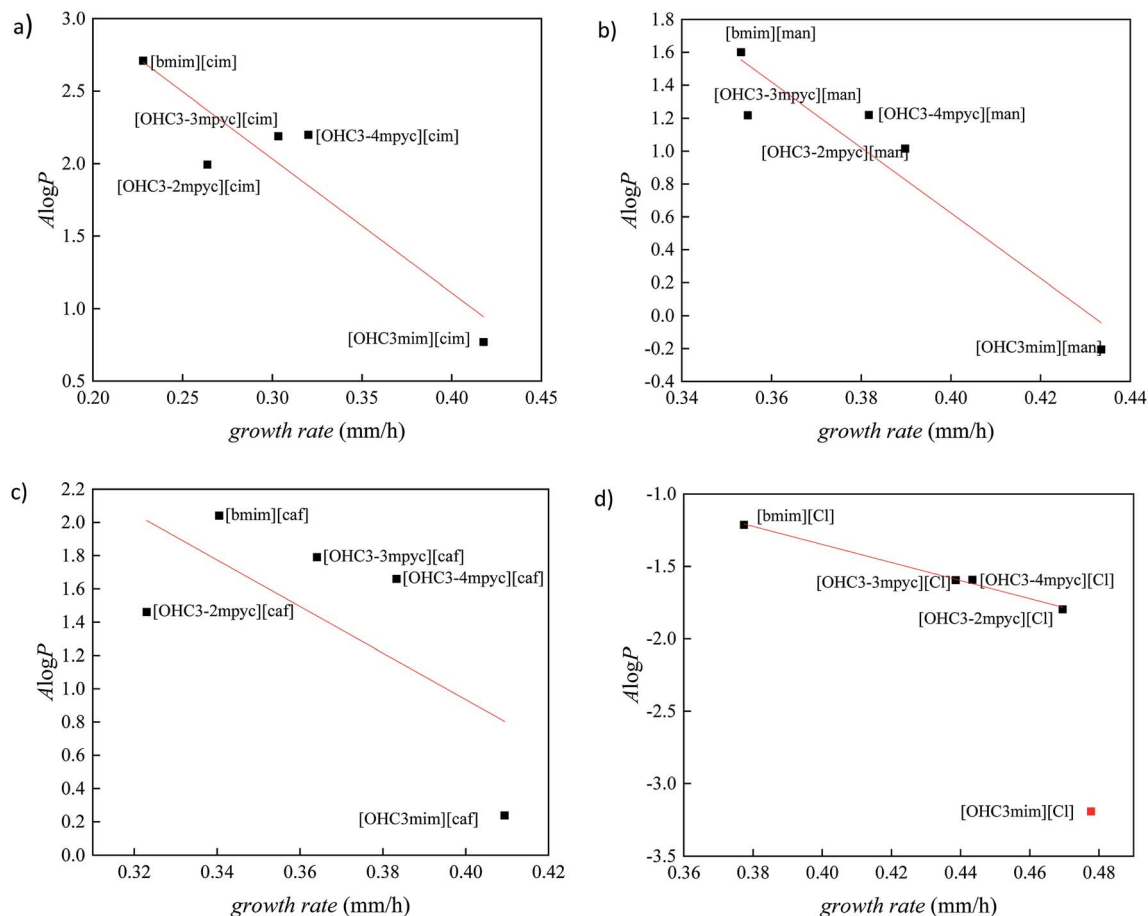 a)
3.0
2.5
2.0
1.5
1.0
0.5
AlogP
[bmim][cim]
[OHC3-3mpyc][cim]
[OHC3-4mpyc][cim]
[OHC3-2mpyc][cim]
[OHC3mim][cim]
0.20 0.25 0.30 0.35 0.40 0.45
growth rate (mm/h)
b)
1.8
1.6
1.4
1.2
1.0
0.8
0.6
0.4
0.2
0.0
-0.2
-0.4
AlogP
[bmim][man]
[OHC3-3mpyc][man]
[OHC3-4mpyc][man]
[OHC3-2mpyc][man]
[OHC3mim][man]
0.34 0.36 0.38 0.40 0.42 0.44
growth rate (mm/h)
c)
2.2
2.0
1.8
1.6
1.4
1.2
1.0
0.8
0.6
0.4
0.2
0.0
AlogP
[bmim][caf]
[OHC3-3mpyc][caf]
[OHC3-4mpyc][caf]
[OHC3-2mpyc][caf]
[OHC3mim][caf]
0.32 0.34 0.36 0.38 0.40 0.42
growth rate (mm/h)
d)
-1.0
-1.5
-2.0
-2.5
-3.0
-3.5
AlogP
[bmim][Cl]
[OHC3-3mpyc][Cl]
[OHC3-4mpyc][Cl]
[OHC3-2mpyc][Cl]
[OHC3mim][Cl]
0.36 0.38 0.40 0.42 0.44 0.46 0.48
growth rate (mm/h)